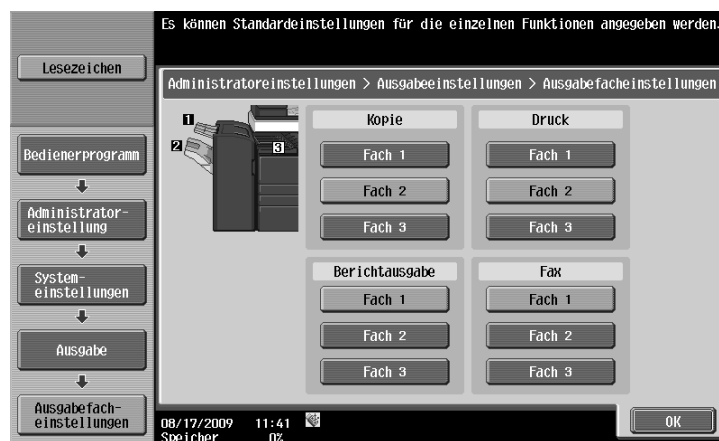 Es können Standardeinstellungen für die einzelnen Funktionen angegeben werden.
Lesezeichen
Administratoreinstellungen > Ausgabeeinstellungen > Ausgabefacheinstellungen
Bedienerprogramm
Administrator-
einstellung
System-
einstellungen
Ausgabe
Ausgabefach-
einstellungen
1
2
3
Kopie
Fach 1
Fach 2
Fach 3
Druck
Fach 1
Fach 2
Fach 3
Berichtausgabe
Fach 1
Fach 2
Fach 3
Fax
Fach 1
Fach 2
Fach 3
08/17/2009 11:41
Speicher 0%
OK